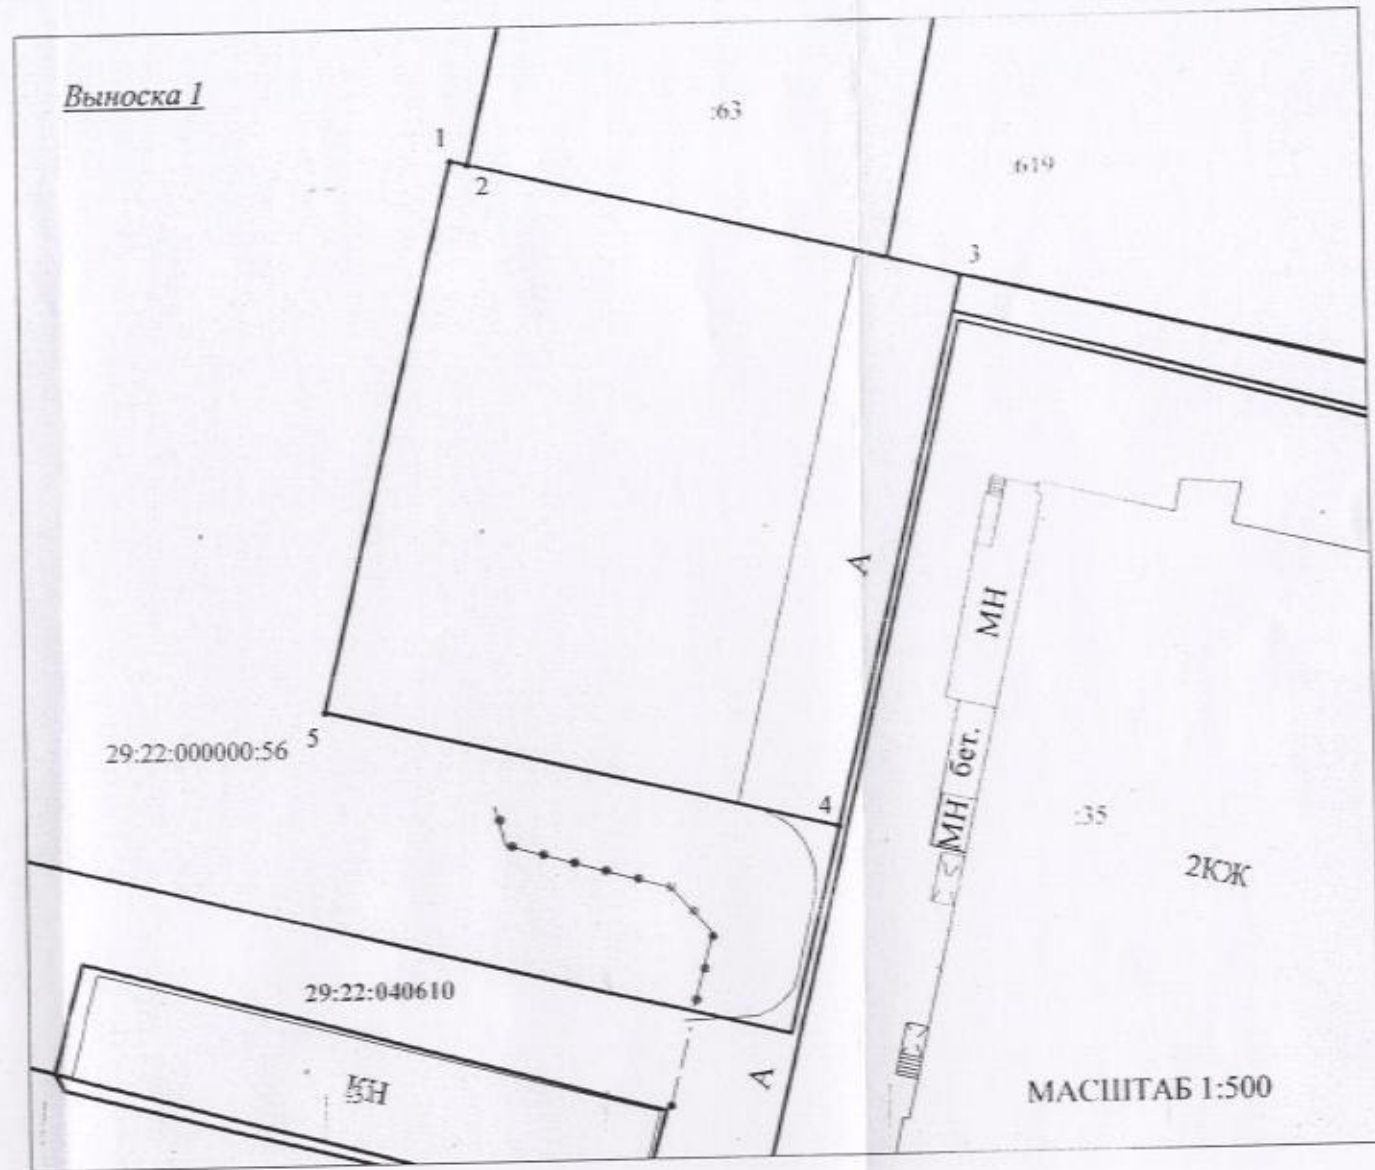 Выноска 1
:63
:619
1
2
3
А
МН
5
29:22:000000:56
бет.
4
МН
:35
2КЖ
29:22:040610
КН
А
МАСШТАБ 1:500